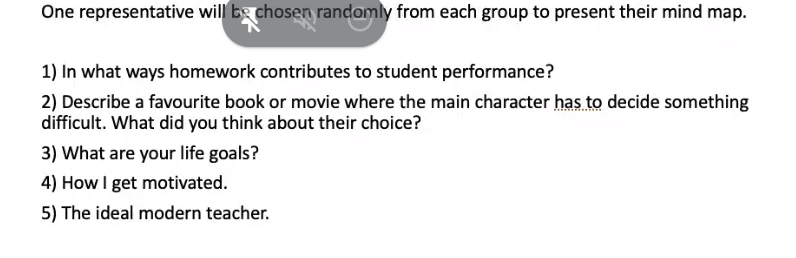 One representative will be chosen randomly from each group to present their mind map.
1) In what ways homework contributes to student performance?
2) Describe a favourite book or movie where the main character has to decide something
difficult. What did you think about their choice?
3) What are your life goals?
4) How I get motivated.
5) The ideal modern teacher.